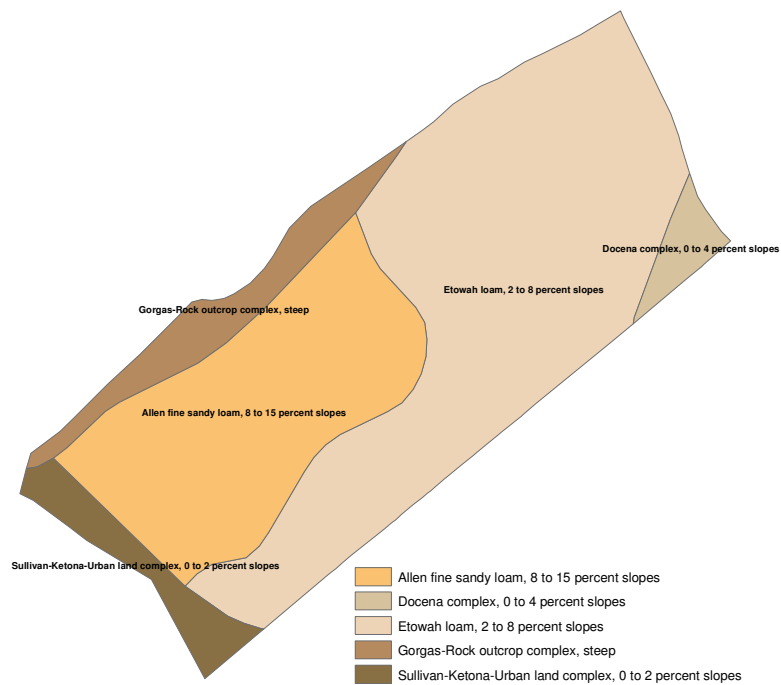 Docena complex, 0 to 4 percent slopes
Etowah loam, 2 to 8 percent slopes
Gorgas-Rock outcrop complex, steep
Allen fine sandy loam, 8 to 15 percent slopes
Sullivan-Ketona-Urban land complex, 0 to 2 percent slopes
Allen fine sandy loam, 8 to 15 percent slopes
Docena complex, 0 to 4 percent slopes
Etowah loam, 2 to 8 percent slopes
Gorgas-Rock outcrop complex, steep
Sullivan-Ketona-Urban land complex, 0 to 2 percent slopes